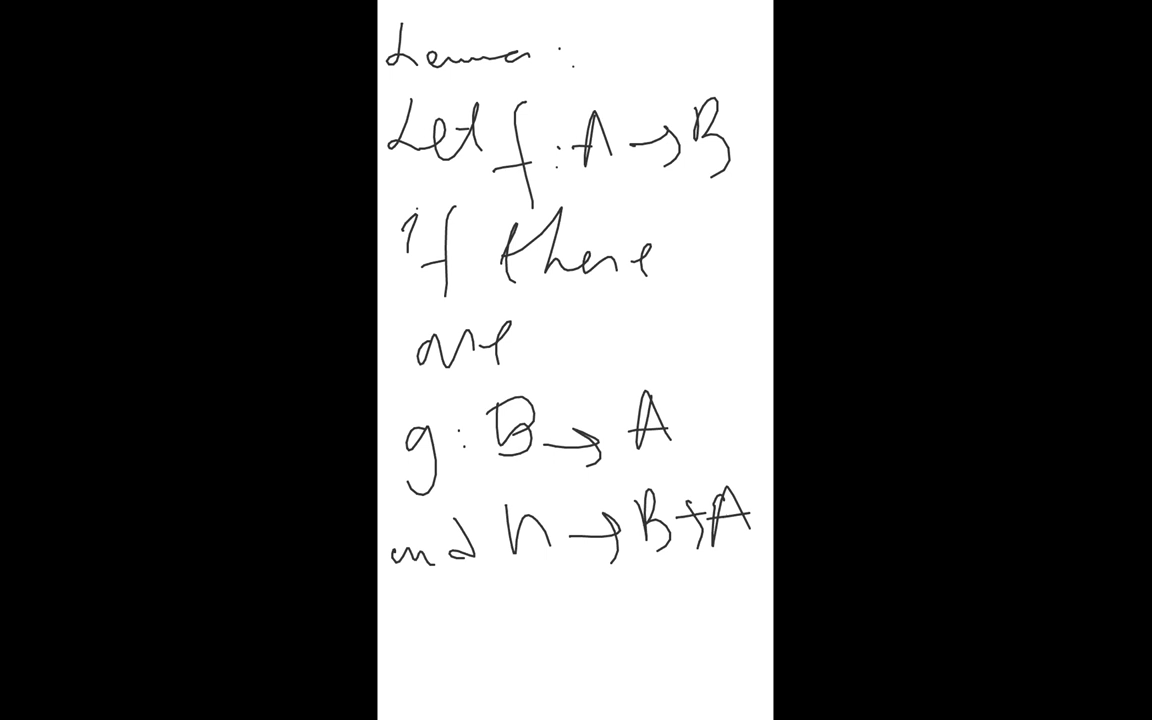 Lemma :
Let f : A → B
if there
are
g : B → A
and h → B → A